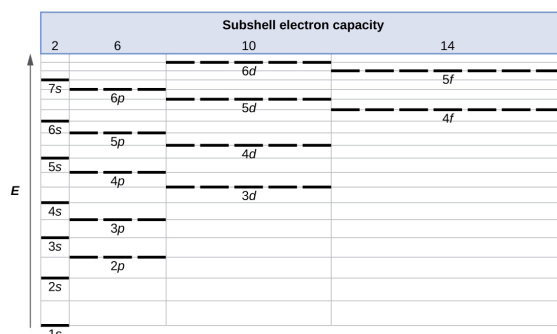 Subshell electron capacity
2 6 10 14
6d
5f
7s
6p
5d
4f
6s
5p
4d
5s
4p
E
3d
4s
3p
3s
2p
2s
1s